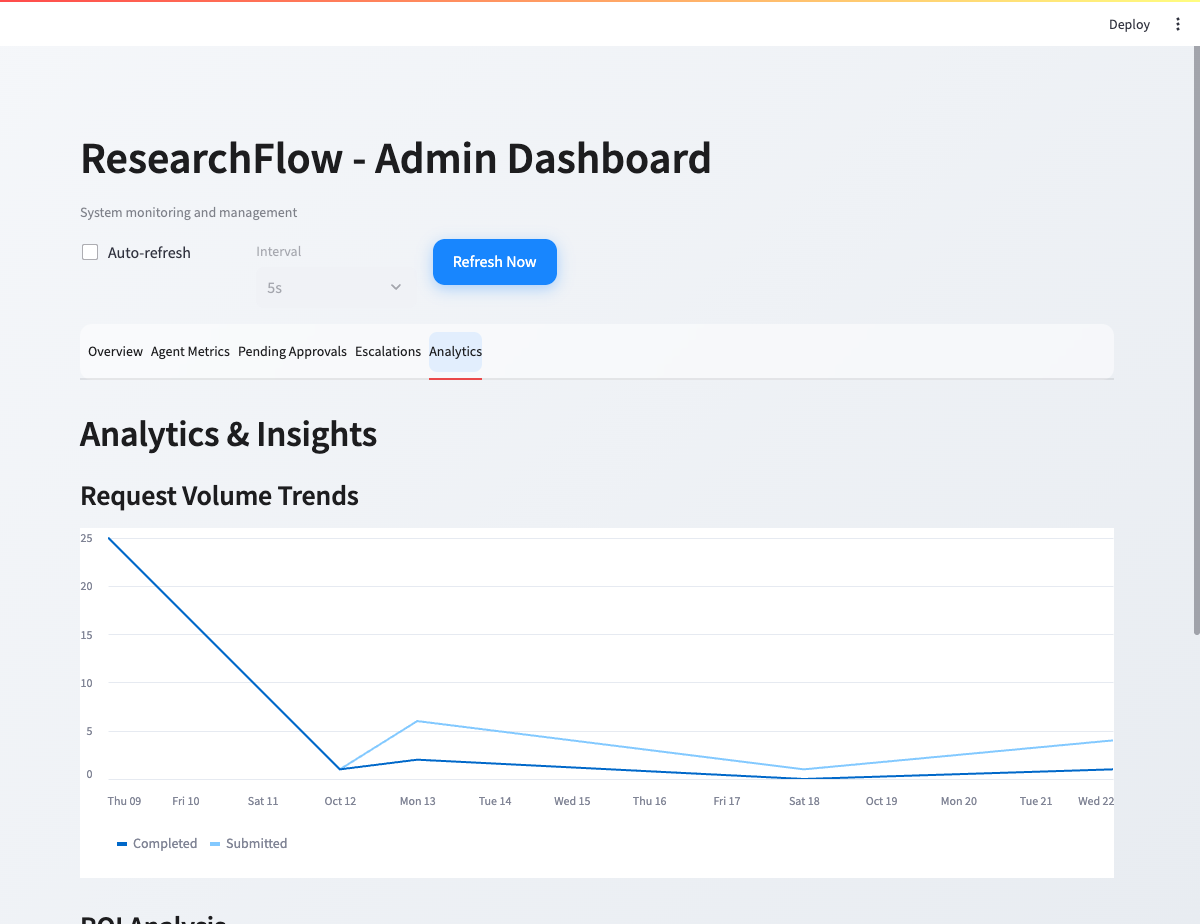 Deploy
ResearchFlow - Admin Dashboard
System monitoring and management
Auto-refresh
Interval
5s
Refresh Now
Overview Agent Metrics Pending Approvals Escalations Analytics
Analytics & Insights
Request Volume Trends
25
20
15
10
5
0
Thu 09 Fri 10 Sat 11 Oct 12 Mon 13 Tue 14 Wed 15 Thu 16 Fri 17 Sat 18 Oct 19 Mon 20 Tue 21 Wed 22
Completed Submitted
ROI Analysis